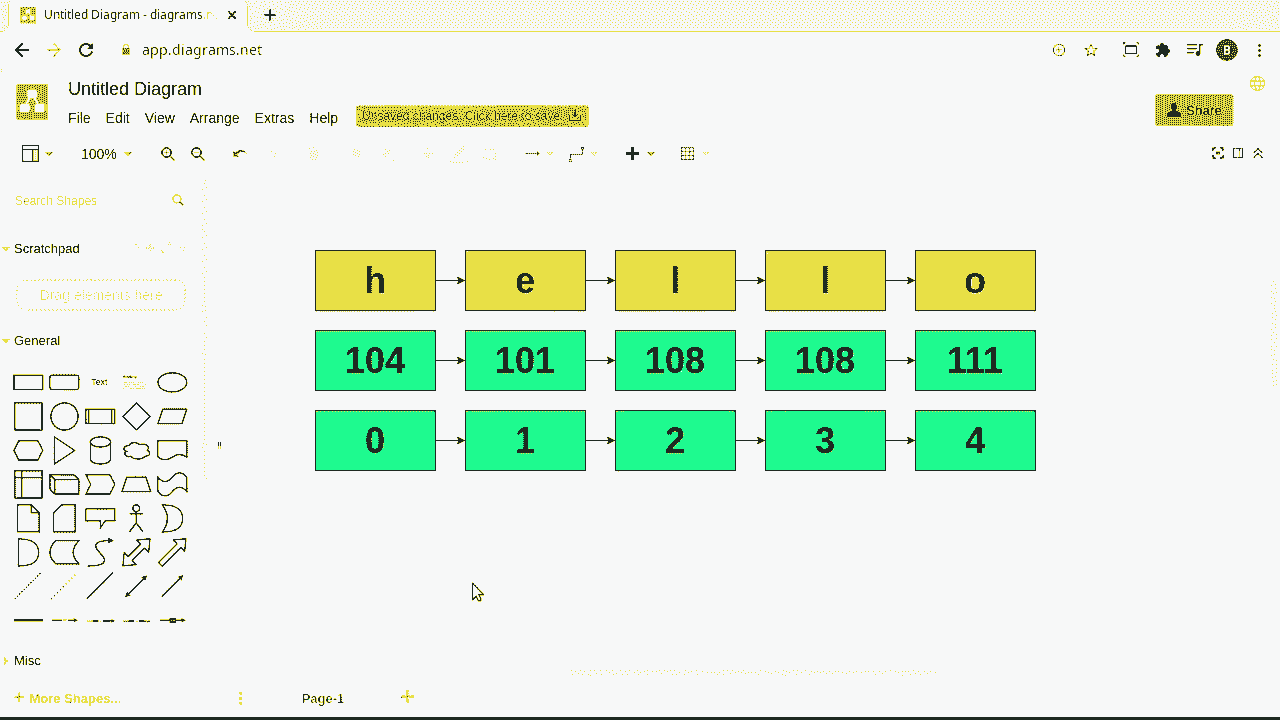 Untitled Diagram - diagrams.n
app.diagrams.net
Untitled Diagram
File Edit View Arrange Extras Help Unsaved changes. Click here to save.
Share
100%
Search Shapes
Scratchpad
Drag elements here
General
Text
h e l l o
104 101 108 108 111
0 1 2 3 4
Misc
+ More Shapes...
Page-1